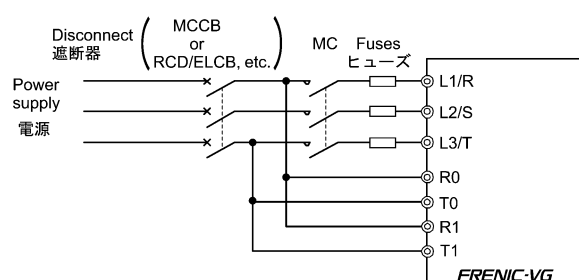 Disconnect
遮断器
MCCB
or
RCD/ELCB, etc.
MC
Fuses
ヒューズ
Power
supply
電源
L1/R
L2/S
L3/T
R0
T0
R1
T1
FRENIC-VG